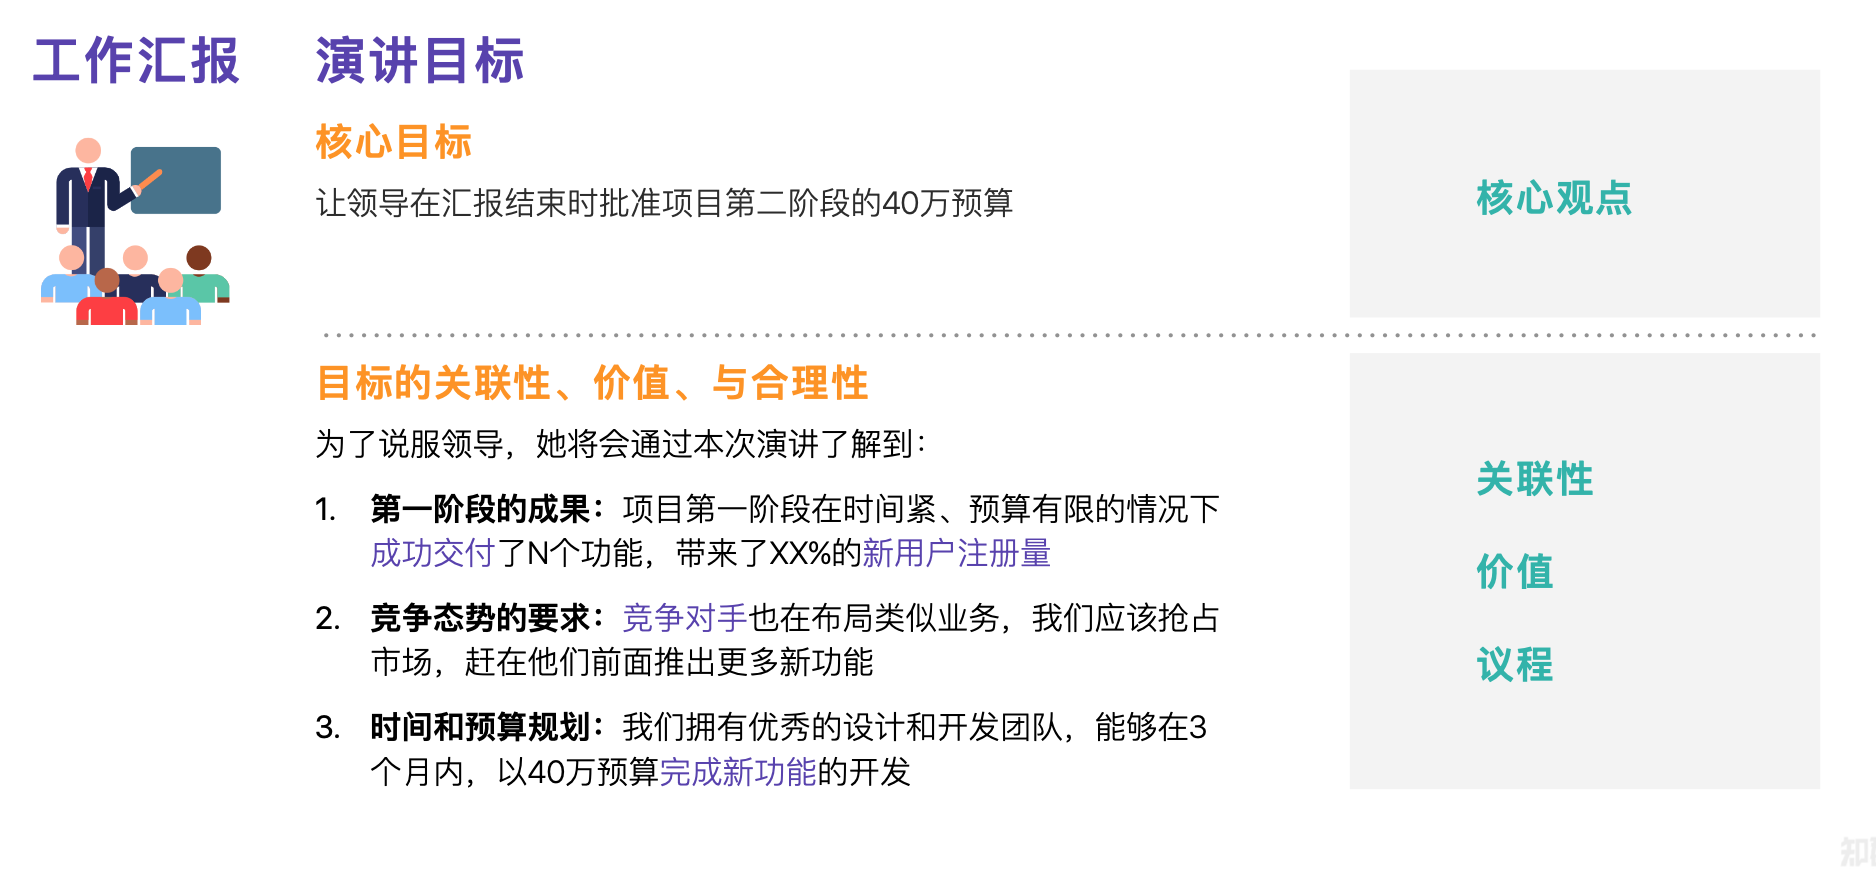 工作汇报
演讲目标
核心目标
让领导在汇报结束时批准项目第二阶段的40万预算
核心观点
目标的关联性、价值、与合理性
为了说服领导，她将会通过本次演讲了解到：
1. 第一阶段的成果：项目第一阶段在时间紧、预算有限的情况下
成功交付了N个功能，带来了XX%的新用户注册量
2. 竞争态势的要求：竞争对手也在布局类似业务，我们应该抢占
市场，赶在他们前面推出更多新功能
3. 时间和预算规划：我们拥有优秀的设计和开发团队，能够在3
个月内，以40万预算完成新功能的开发
关联性
价值
议程
知